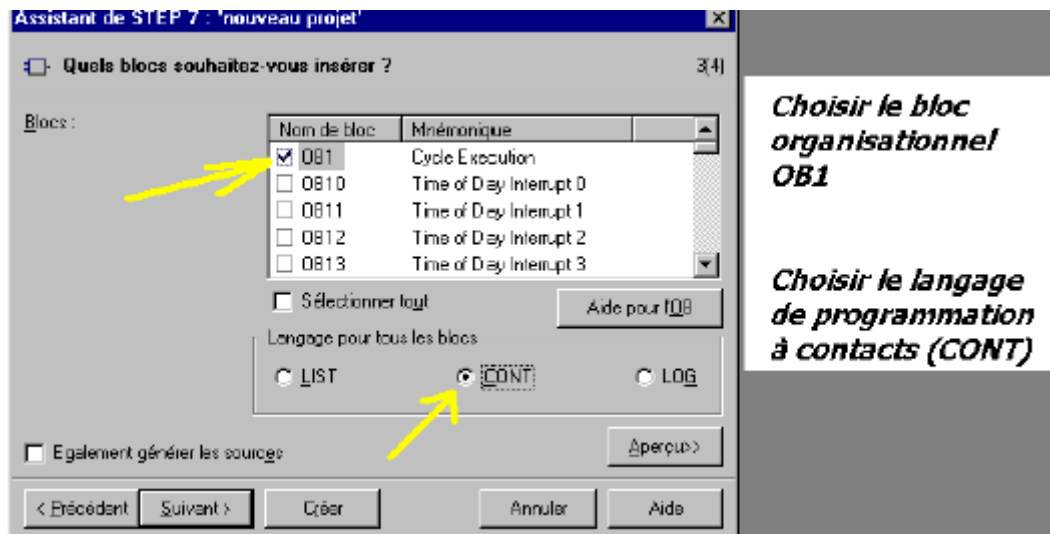 Assistant de STEP 7 : 'nouveau projet'
Quels blocs souhaitez-vous insérer ?
3(4)
Blocs :
Nom de bloc Mnémonique
OB1 Cycle Execution
OB10 Time of Day Interrupt 0
OB11 Time of Day Interrupt 1
OB12 Time of Day Interrupt 2
OB13 Time of Day Interrupt 3
Sélectionner tout
Aide pour l'OB
Langage pour tous les blocs
LIST CONT LOG
Egalement générer les sources
Aperçu>>
< Précédent Suivant > Créer Annuler Aide
Choisir le bloc
organisationnel
OB1
Choisir le langage
de programmation
à contacts (CONT)